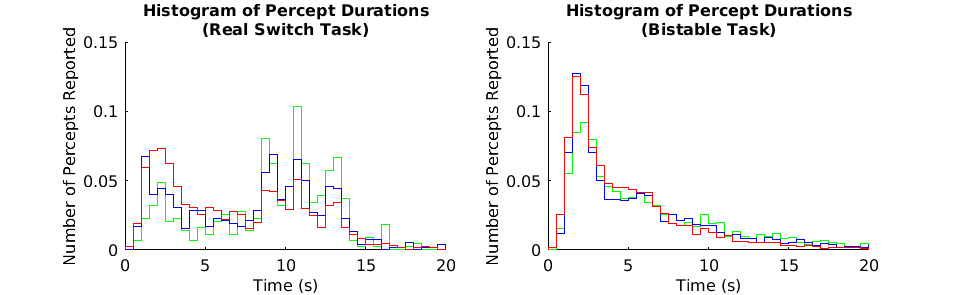 Histogram of Percept Durations
(Real Switch Task)
Number of Percepts Reported
0.15
0.1
0.05
0
0 5 10 15 20
Time (s)
Histogram of Percept Durations
(Bistable Task)
Number of Percepts Reported
0.15
0.1
0.05
0
0 5 10 15 20
Time (s)